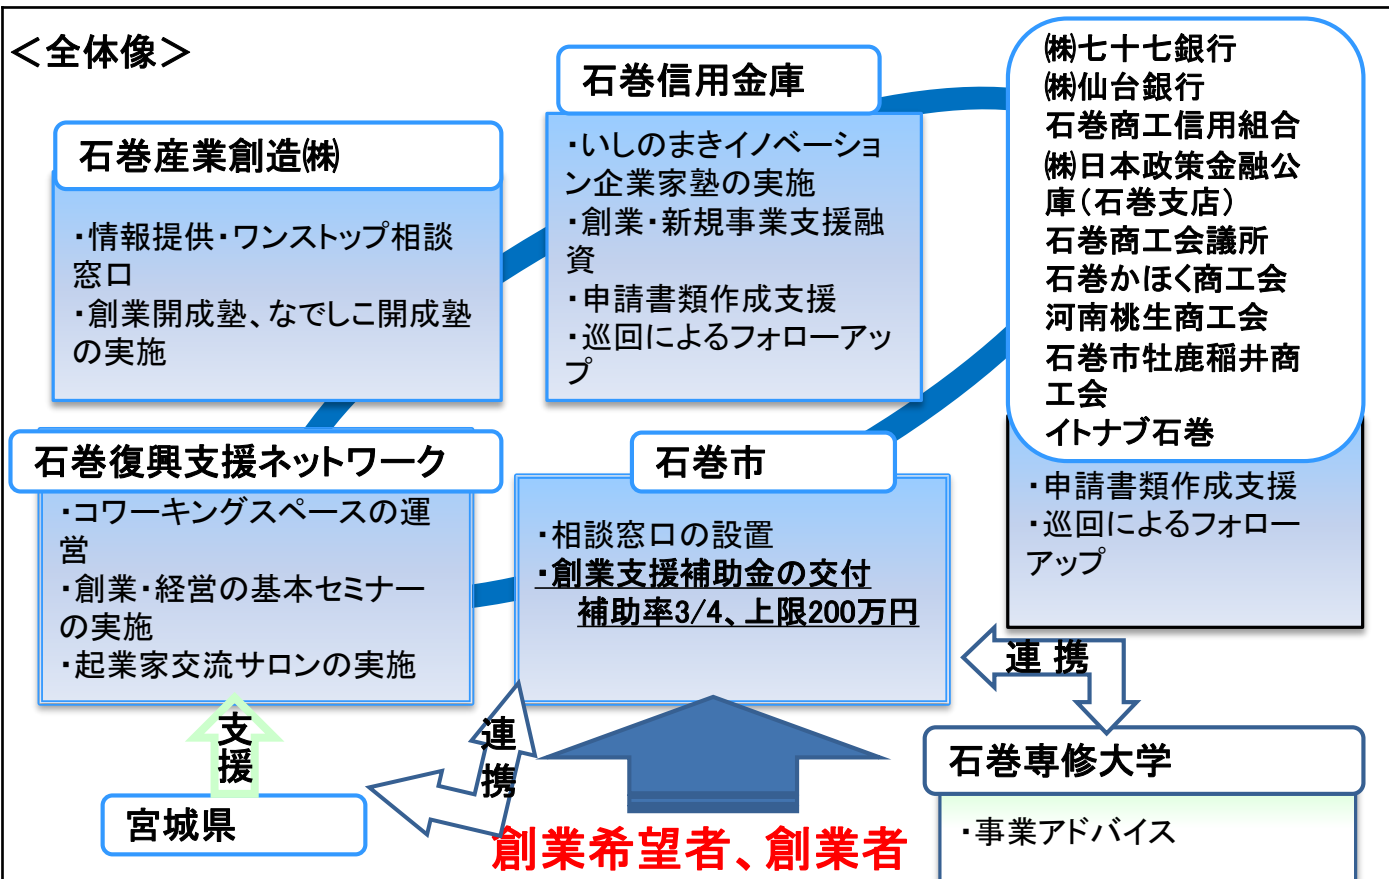 ＜全体像＞
石巻産業創造㈱
・情報提供・ワンストップ相談
窓口
・創業開成塾、なでしこ開成塾
の実施
石巻信用金庫
・いしのまきイノベーショ
ン企業家塾の実施
・創業・新規事業支援融
資
・申請書類作成支援
・巡回によるフォローアッ
プ
㈱七十七銀行
㈱仙台銀行
石巻商工信用組合
㈱日本政策金融公
庫（石巻支店）
石巻商工会議所
石巻かほく商工会
河南桃生商工会
石巻市牡鹿稲井商
工会
イトナブ石巻
・申請書類作成支援
・巡回によるフォロー
アップ
石巻復興支援ネットワーク
・コワーキングスペースの運
営
・創業・経営の基本セミナー
の実施
・起業家交流サロンの実施
石巻市
・相談窓口の設置
・創業支援補助金の交付
補助率3/4、上限200万円
連 携
支
援
連
携
宮城県
創業希望者、創業者
石巻専修大学
・事業アドバイス